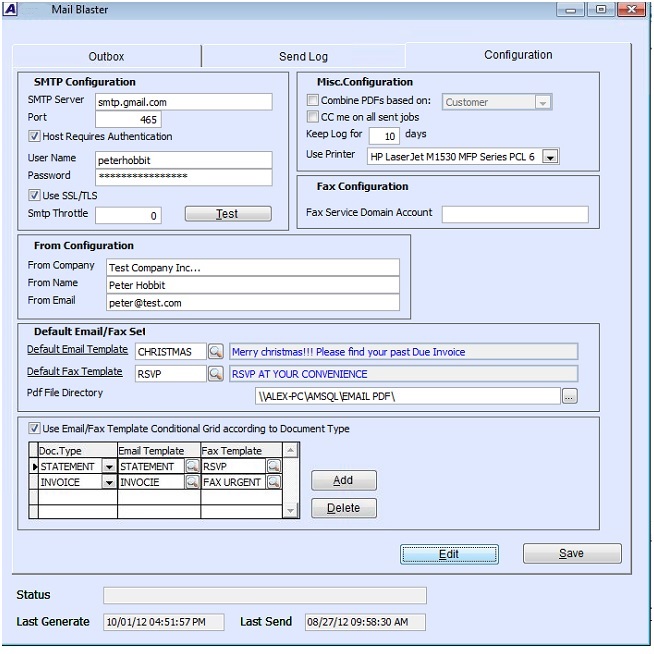 A Mail Blaster
Outbox Send Log Configuration
SMTP Configuration
SMTP Server smtp.gmail.com
Port 465
Host Requires Authentication
User Name peterhobbit
Password ****************
Use SSL/TLS
Smtp Throttle 0 Test
Misc.Configuration
Combine PDFs based on: Customer
CC me on all sent jobs
Keep Log for 10 days
Use Printer HP LaserJet M1530 MFP Series PCL 6
Fax Configuration
Fax Service Domain Account
From Configuration
From Company Test Company Inc...
From Name Peter Hobbit
From Email peter@test.com
Default Email/Fax Set
Default Email Template CHRISTMAS Merry christmas!!! Please find your past Due Invoice
Default Fax Template RSVP RSVP AT YOUR CONVENIENCE
Pdf File Directory \\ALEX-PC\AMSQL\EMAIL PDF\ ...
Use Email/Fax Template Conditional Grid according to Document Type
Doc.Type Email Template Fax Template
STATEMENT STATEMENT RSVP
INVOICE INVOCIE FAX URGENT
Add
Delete
Edit Save
Status
Last Generate 10/01/12 04:51:57 PM Last Send 08/27/12 09:58:30 AM